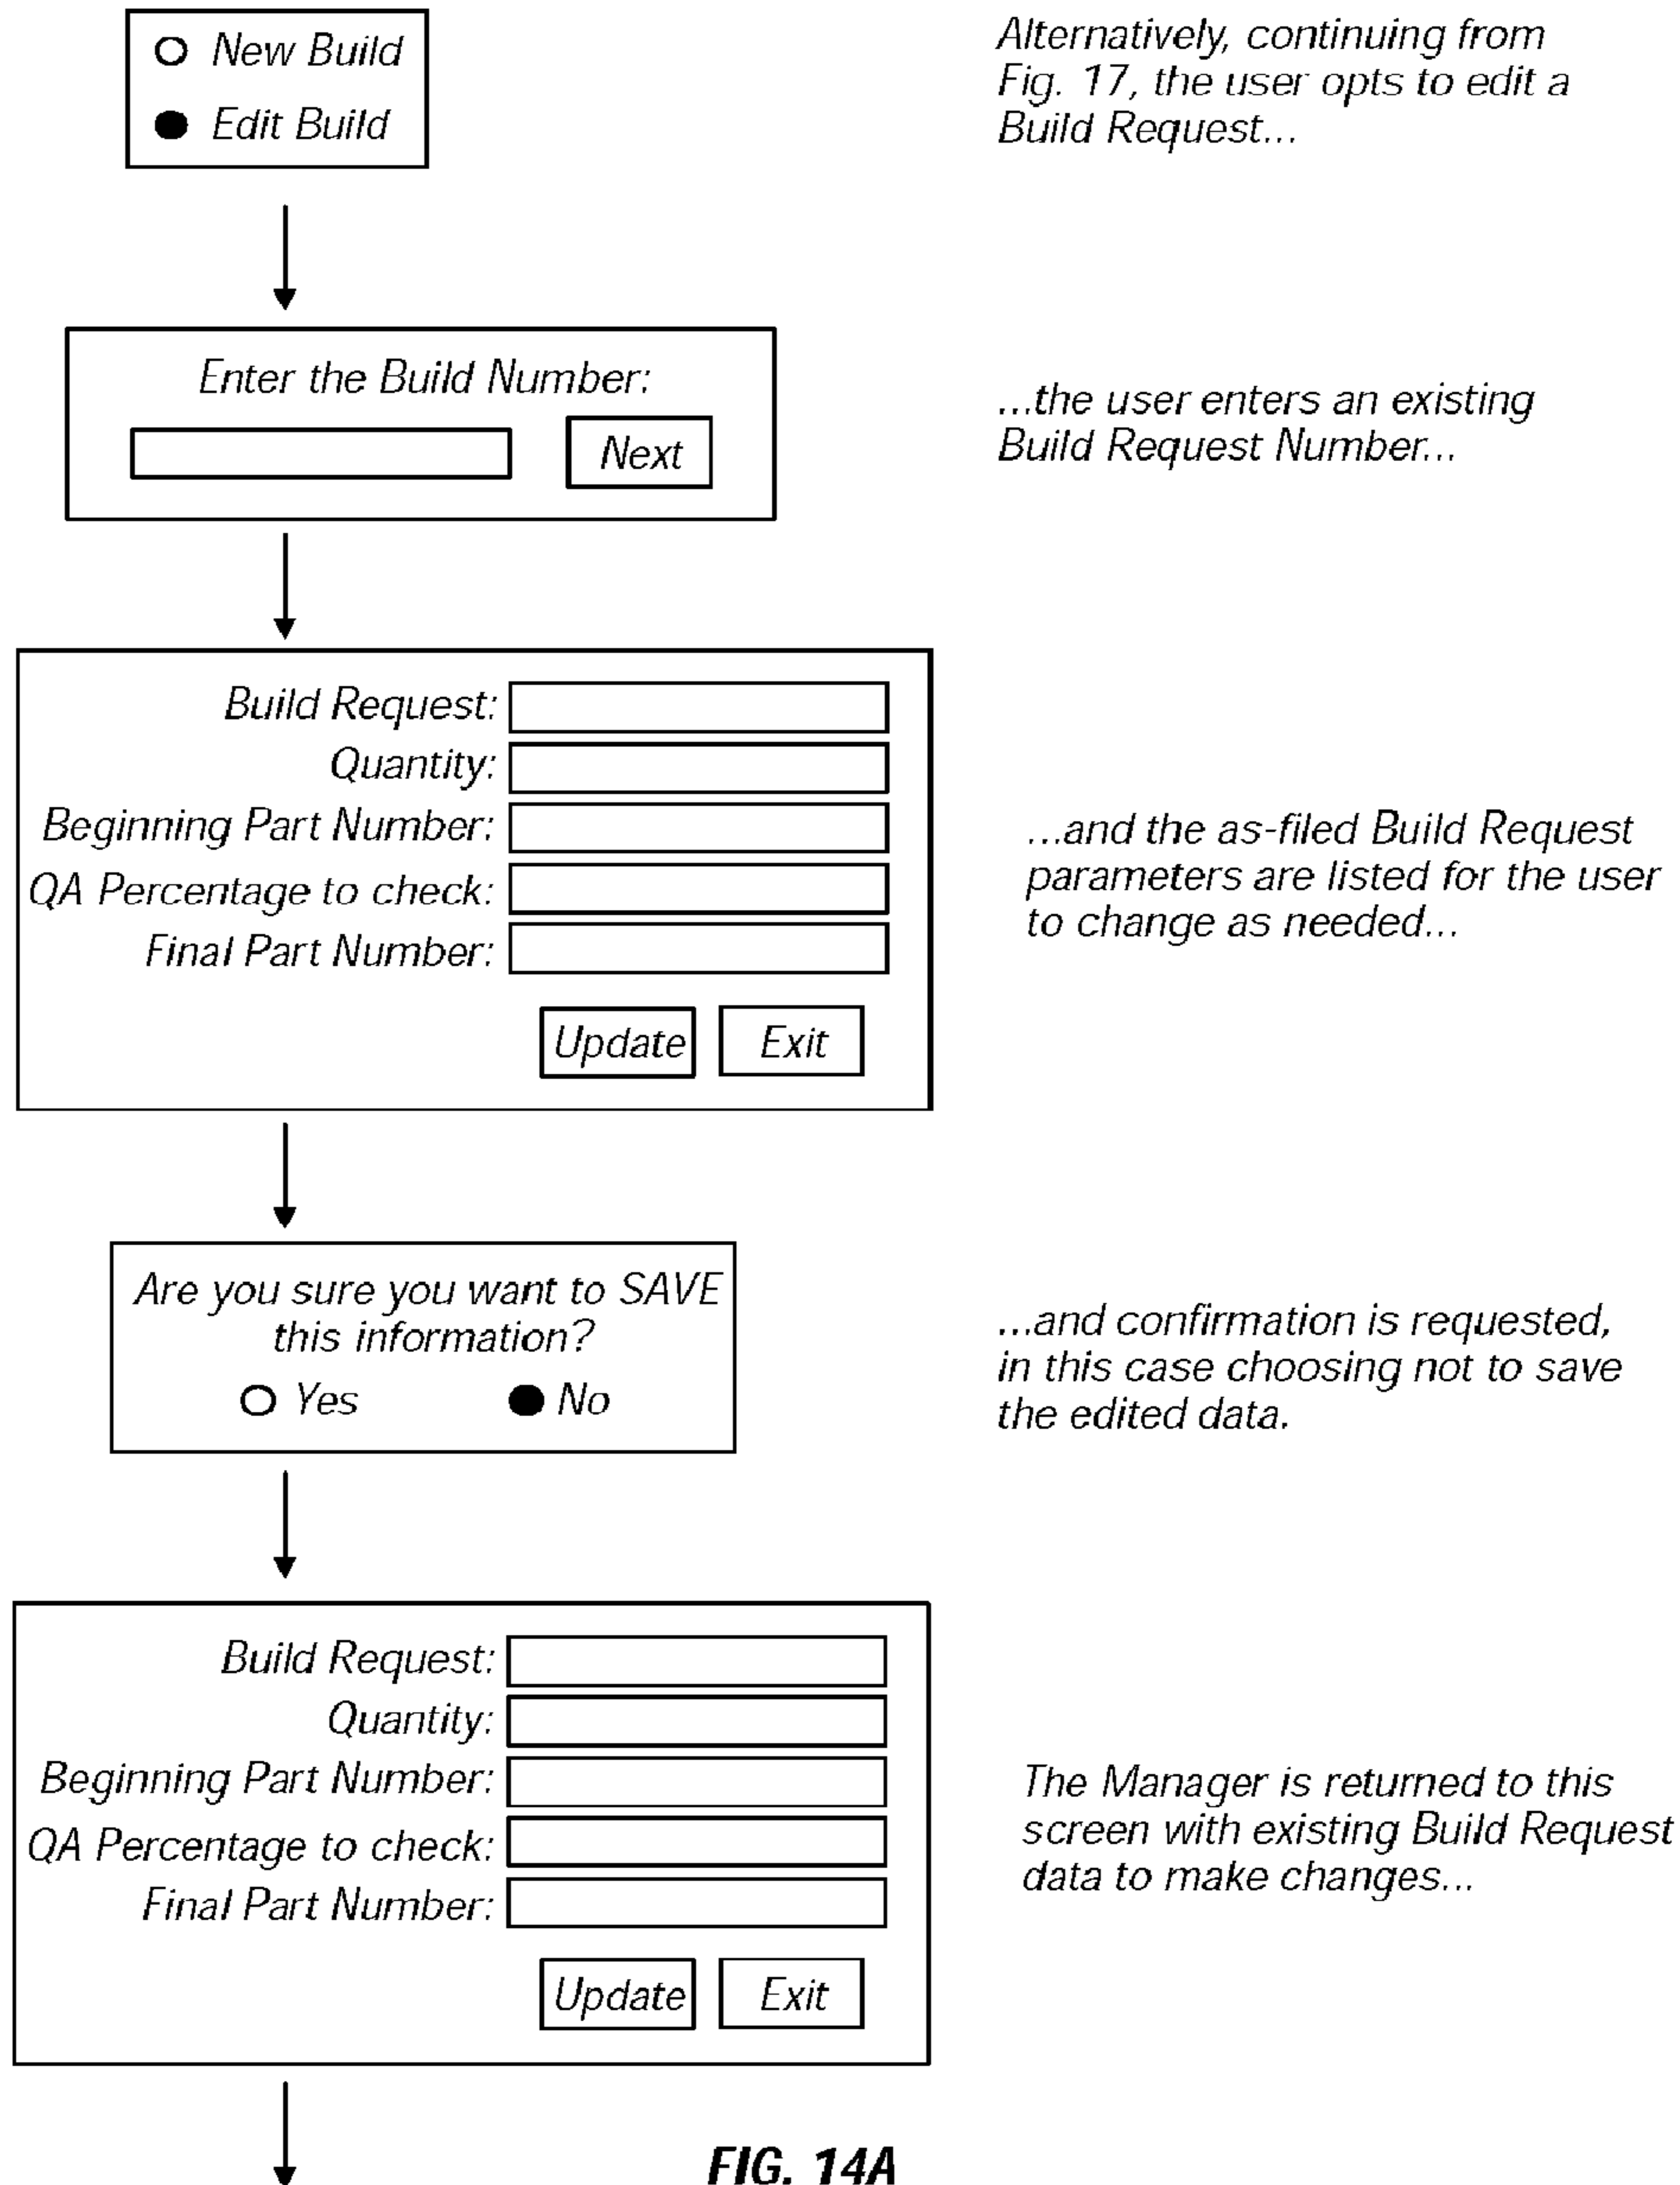 New Build
Edit Build
Alternatively, continuing from
Fig. 17, the user opts to edit a
Build Request...
Enter the Build Number:
Next
...the user enters an existing
Build Request Number...
Build Request:
Quantity:
Beginning Part Number:
QA Percentage to check:
Final Part Number:
Update Exit
...and the as-filed Build Request
parameters are listed for the user
to change as needed...
Are you sure you want to SAVE
this information?
Yes No
...and confirmation is requested,
in this case choosing not to save
the edited data.
Build Request:
Quantity:
Beginning Part Number:
QA Percentage to check:
Final Part Number:
Update Exit
The Manager is returned to this
screen with existing Build Request
data to make changes...
FIG. 14A